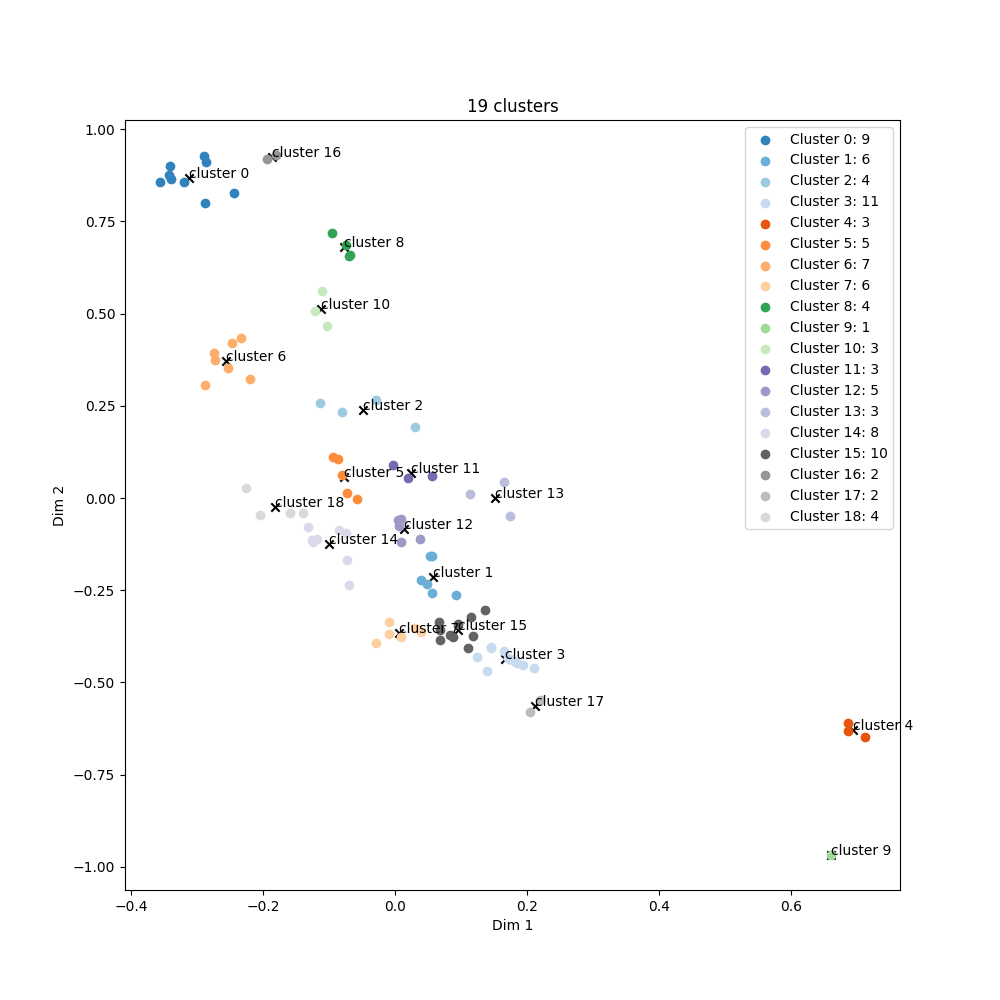 19 clusters
1.00
0.75
0.50
0.25
0.00
−0.25
−0.50
−0.75
−1.00
Dim 2
−0.4
−0.2
0.0
0.2
0.4
0.6
Dim 1
cluster 16
cluster 0
cluster 8
cluster 10
cluster 6
cluster 2
cluster 5
cluster 11
cluster 13
cluster 18
cluster 12
cluster 14
cluster 1
cluster 7
cluster 15
cluster 3
cluster 17
cluster 4
cluster 9
Cluster 0: 9
Cluster 1: 6
Cluster 2: 4
Cluster 3: 11
Cluster 4: 3
Cluster 5: 5
Cluster 6: 7
Cluster 7: 6
Cluster 8: 4
Cluster 9: 1
Cluster 10: 3
Cluster 11: 3
Cluster 12: 5
Cluster 13: 3
Cluster 14: 8
Cluster 15: 10
Cluster 16: 2
Cluster 17: 2
Cluster 18: 4